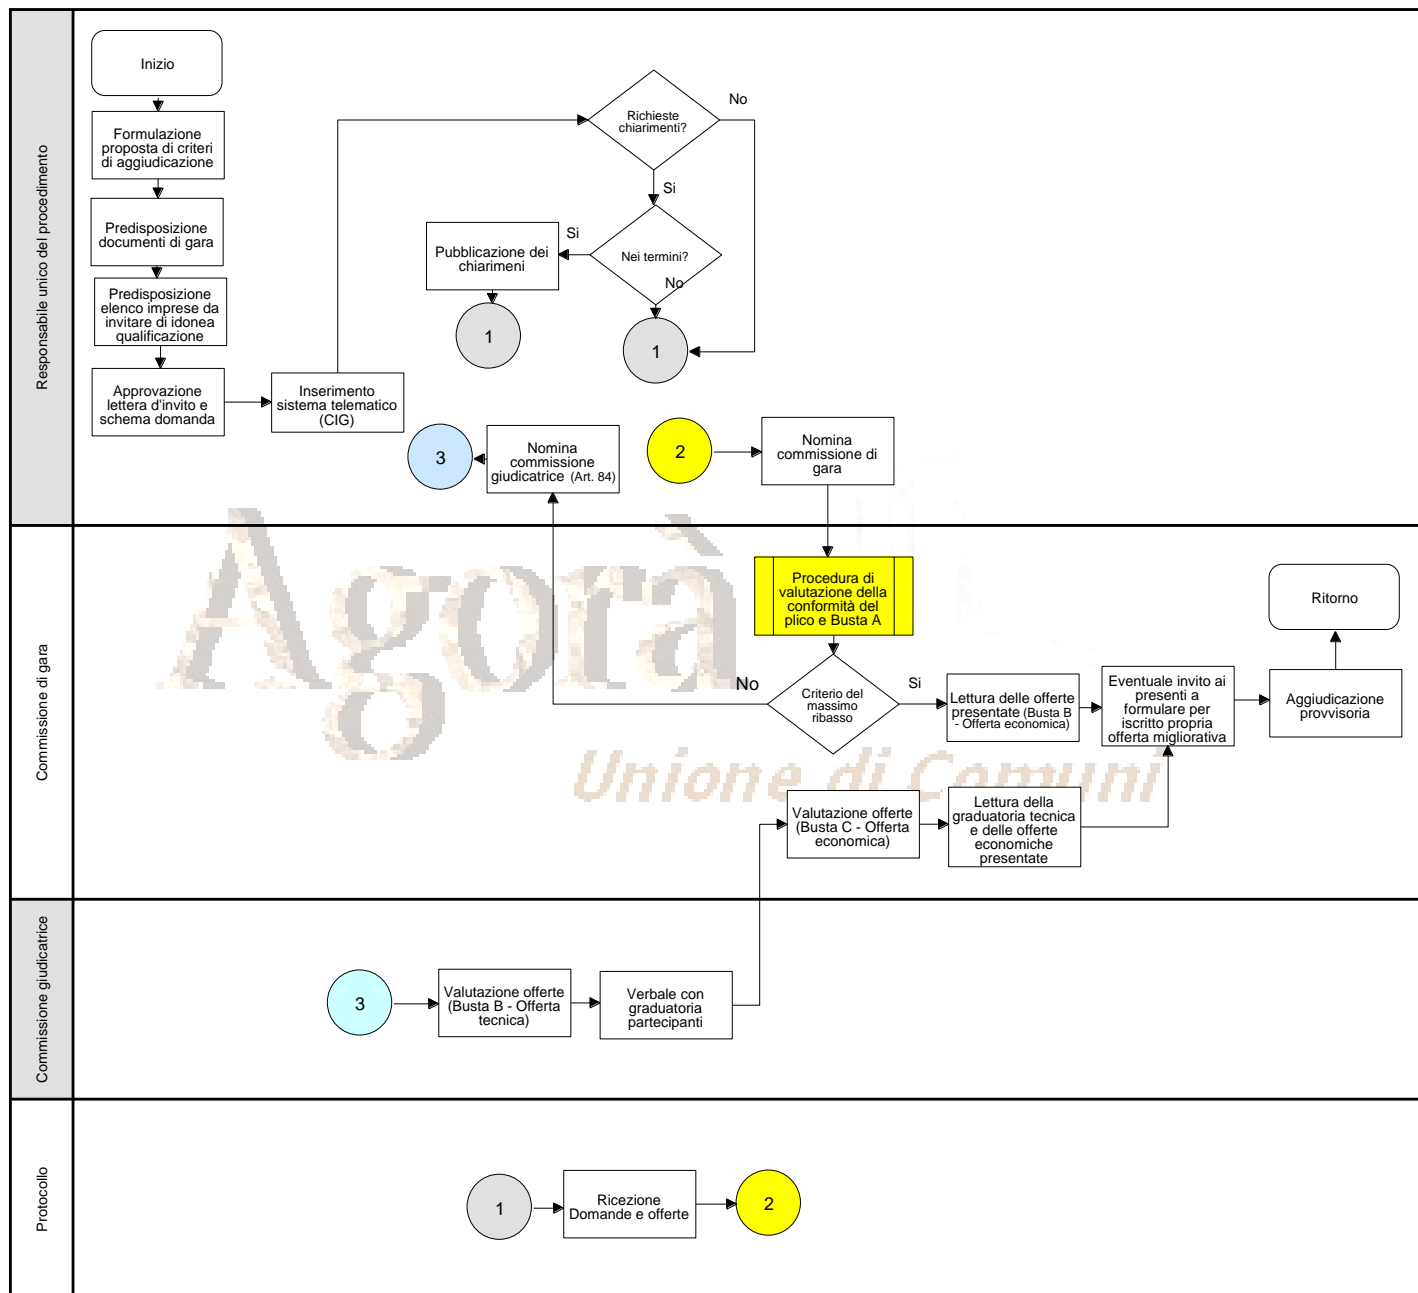 Responsabile unico del procedimento
Inizio
Formulazione
proposta di criteri
di aggiudicazione
Predisposizione
documenti di gara
Predisposizione
elenco imprese da
invitare di idonea
qualificazione
Approvazione
lettera d'invito e
schema domanda
Inserimento
sistema telematico
(CIG)
Richieste
chiarimenti?
No
Si
Nei termini?
Si
No
Pubblicazione dei
chiarimeni
1
1
3
Nomina
commissione
giudicatrice (Art. 84)
2
Nomina
commissione di
gara
Commissione di gara
Agorà
Unione di Comuni
Procedura di
valutazione della
conformità del
plico e Busta A
Criterio del
massimo
ribasso
No
Si
Lettura delle offerte
presentate (Busta B
- Offerta economica)
Eventuale invito ai
presenti a
formulare per
iscritto propria
offerta migliorativa
Aggiudicazione
provvisoria
Ritorno
Valutazione offerte
(Busta C - Offerta
economica)
Lettura della
graduatoria tecnica
e delle offerte
economiche
presentate
Commissione giudicatrice
3
Valutazione offerte
(Busta B - Offerta
tecnica)
Verbale con
graduatoria
partecipanti
Protocollo
1
Ricezione
Domande e offerte
2